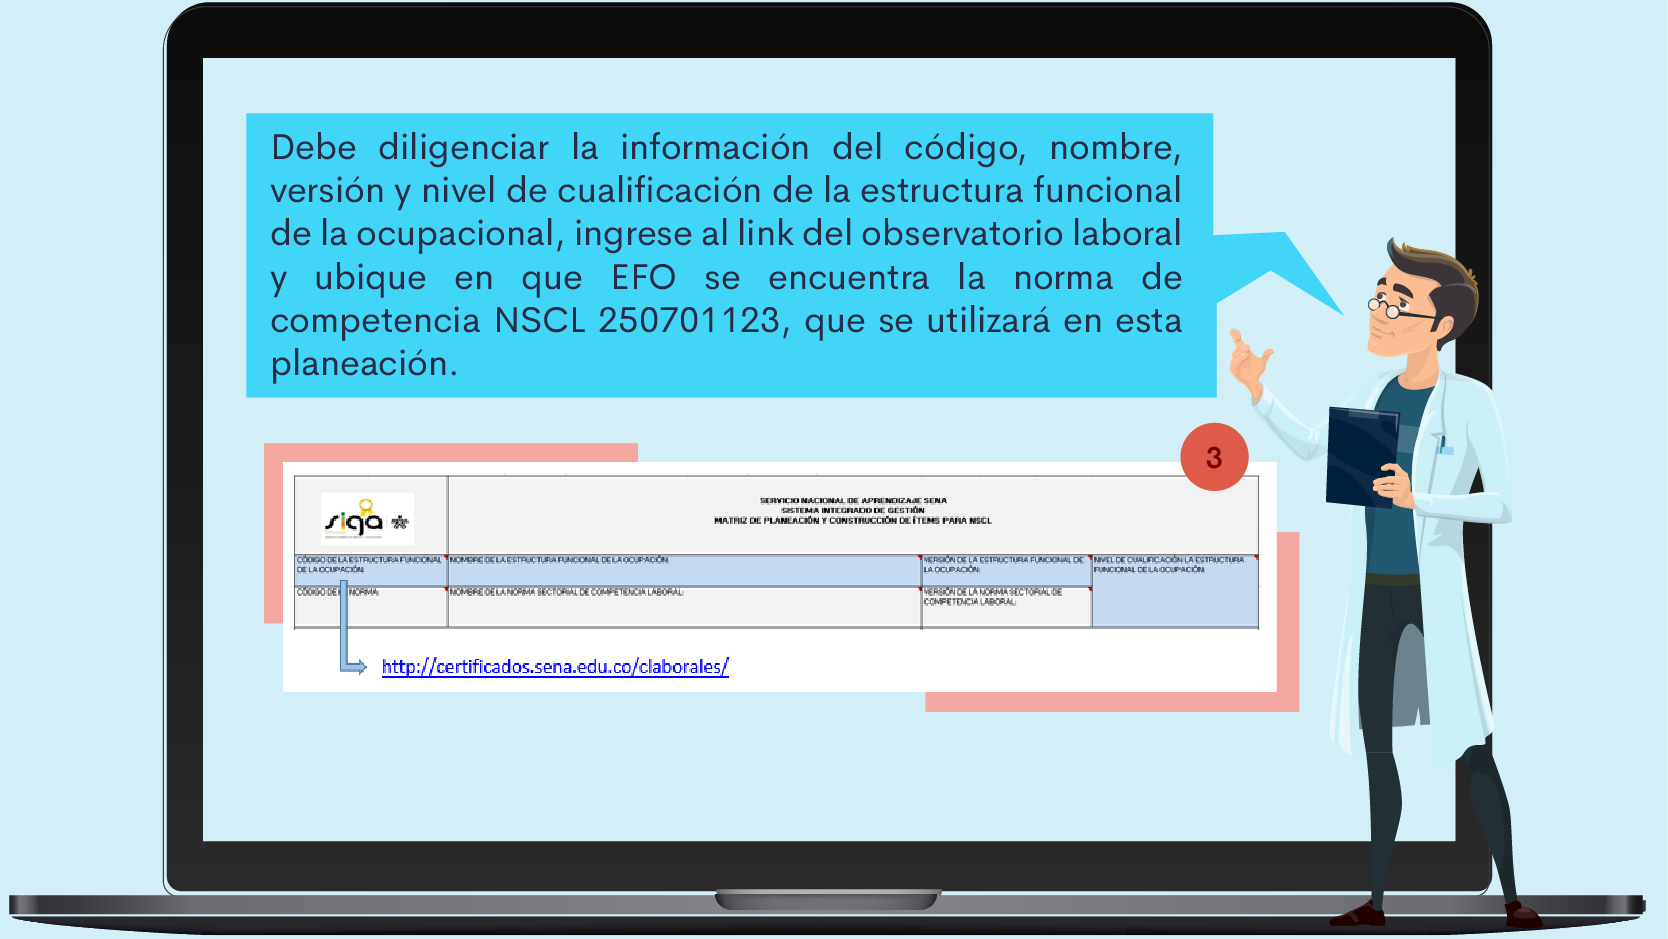 Debe diligenciar la información del código, nombre,
versión y nivel de cualificación de la estructura funcional
de la ocupacional, ingrese al link del observatorio laboral
y ubique en que EFO se encuentra la norma de
competencia NSCL 250701123, que se utilizará en esta
planeación.
3
siga
SERVICIO NACIONAL DE APRENDIZAJE SENA
SISTEMA INTEGRADO DE GESTIÓN
MATRIZ DE PLANEACIÓN Y CONSTRUCCIÓN DE ÍTEMS PARA NSCL
CÓDIGO DE LA ESTRUCTURA FUNCIONAL
DE LA OCUPACIÓN:
NOMBRE DE LA ESTRUCTURA FUNCIONAL DE LA OCUPACIÓN:
VERSIÓN DE LA ESTRUCTURA FUNCIONAL DE
LA OCUPACIÓN:
NIVEL DE CUALIFICACIÓN LA ESTRUCTURA
FUNCIONAL DE LA OCUPACIÓN:
CÓDIGO DE NORMA:
NOMBRE DE LA NORMA SECTORIAL DE COMPETENCIA LABORAL:
VERSIÓN DE LA NORMA SECTORIAL DE
COMPETENCIA LABORAL:
http://certificados.sena.edu.co/claborales/